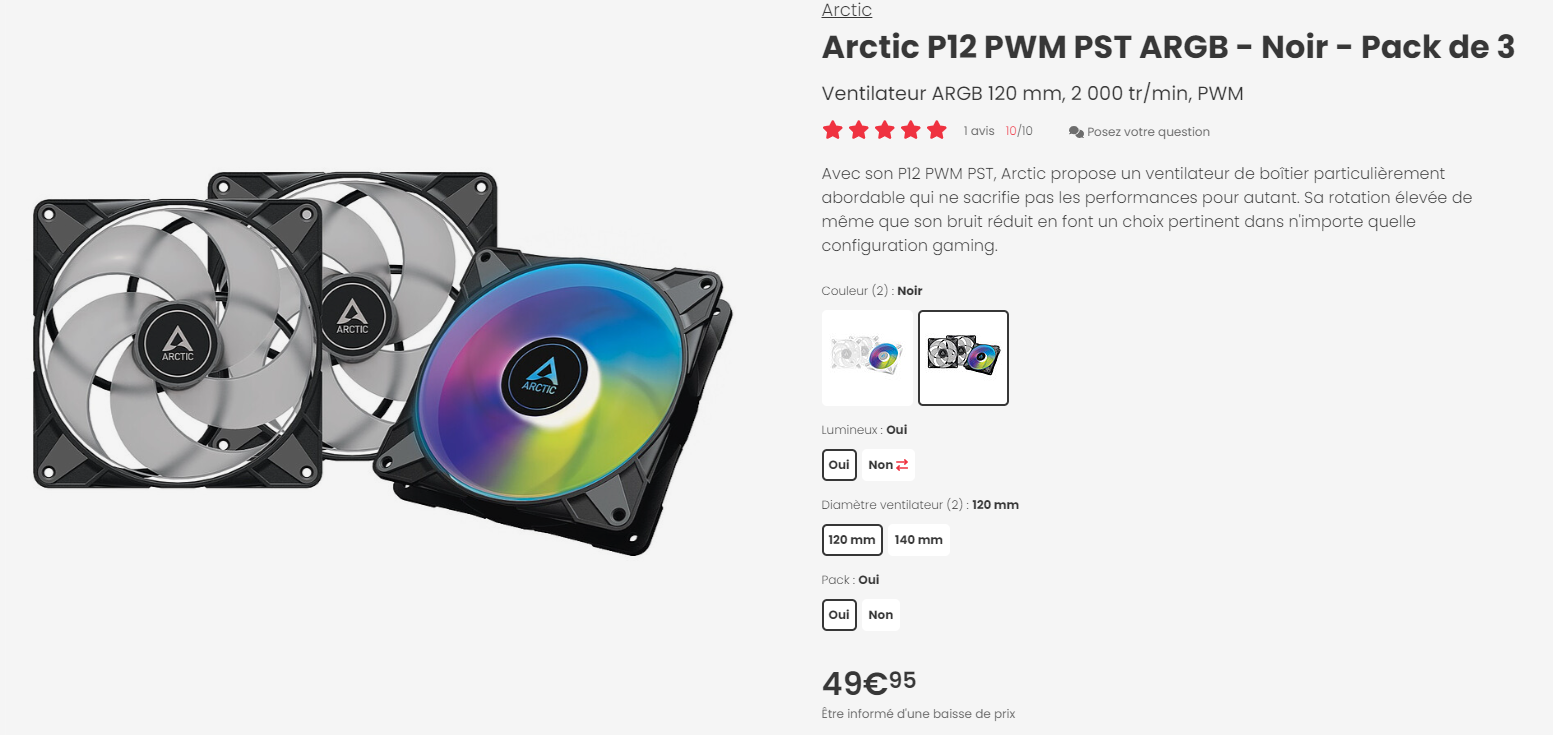 Arctic
Arctic P12 PWM PST ARGB - Noir - Pack de 3
Ventilateur ARGB 120 mm, 2 000 tr/min, PWM
1 avis 10/10 Posez votre question
Avec son P12 PWM PST, Arctic propose un ventilateur de boîtier particulièrement
abordable qui ne sacrifie pas les performances pour autant. Sa rotation élevée de
même que son bruit réduit en font un choix pertinent dans n'importe quelle
configuration gaming.
Couleur (2) : Noir
Lumineux : Oui
Oui Non
Diamètre ventilateur (2) : 120 mm
120 mm 140 mm
Pack : Oui
Oui Non
49€95
Être informé d'une baisse de prix
ARCTIC
ARCTIC
ARCTIC